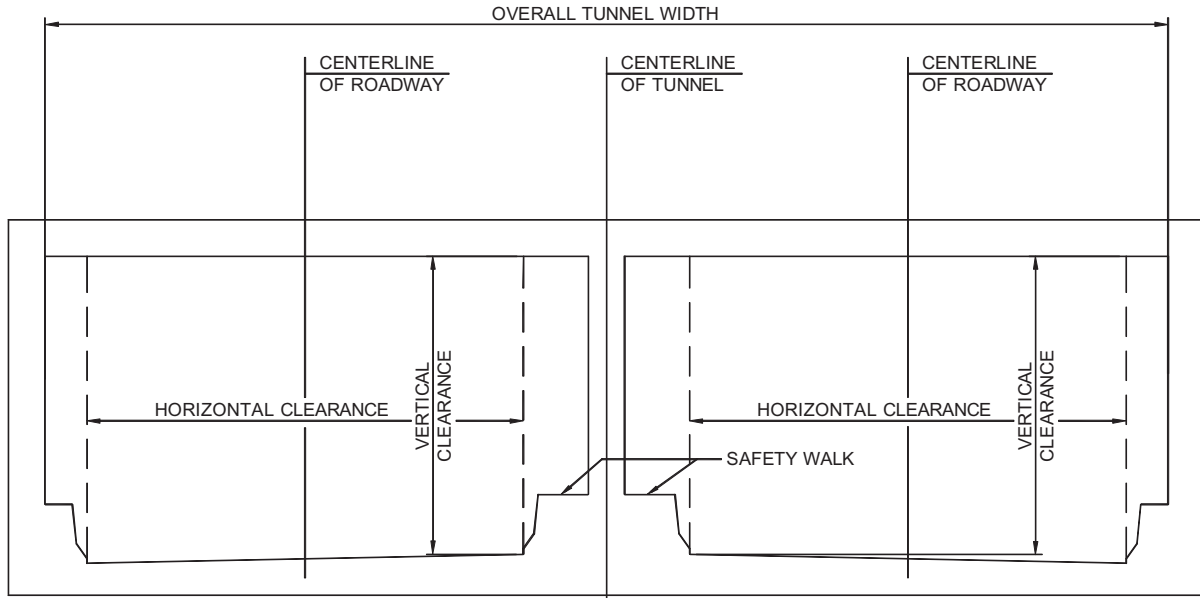 OVERALL TUNNEL WIDTH
CENTERLINE
OF ROADWAY
CENTERLINE
OF TUNNEL
CENTERLINE
OF ROADWAY
HORIZONTAL CLEARANCE
VERTICAL
CLEARANCE
HORIZONTAL CLEARANCE
VERTICAL
CLEARANCE
SAFETY WALK